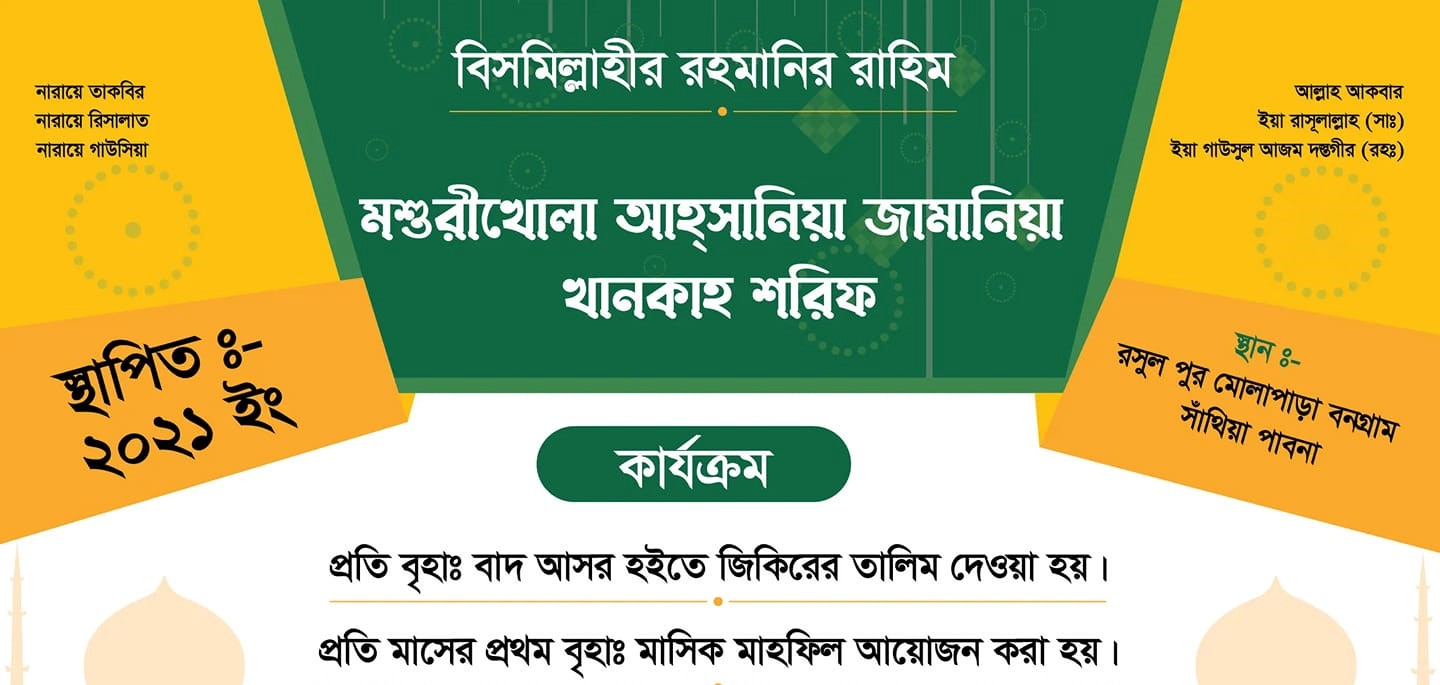 বিসমিল্লাহীর রহমানির রাহিম
নারায়ে তাকবির
নারায়ে রিসালাত
নারায়ে গাউসিয়া
আল্লাহ আকবার
ইয়া রাসূলাল্লাহ (সাঃ)
ইয়া গাউসুল আজম দস্তগীর (রহঃ)
মশুরীখোলা আহ্সানিয়া জামানিয়া
খানকাহ শরিফ
স্থাপিত ঃ-
২০২১ ইং
স্থান ঃ-
রসুল পুর মোলাপাড়া বনগ্রাম
সাঁথিয়া পাবনা
কার্যক্রম
প্রতি বৃহাঃ বাদ আসর হইতে জিকিরের তালিম দেওয়া হয়।
প্রতি মাসের প্রথম বৃহাঃ মাসিক মাহফিল আয়োজন করা হয়।